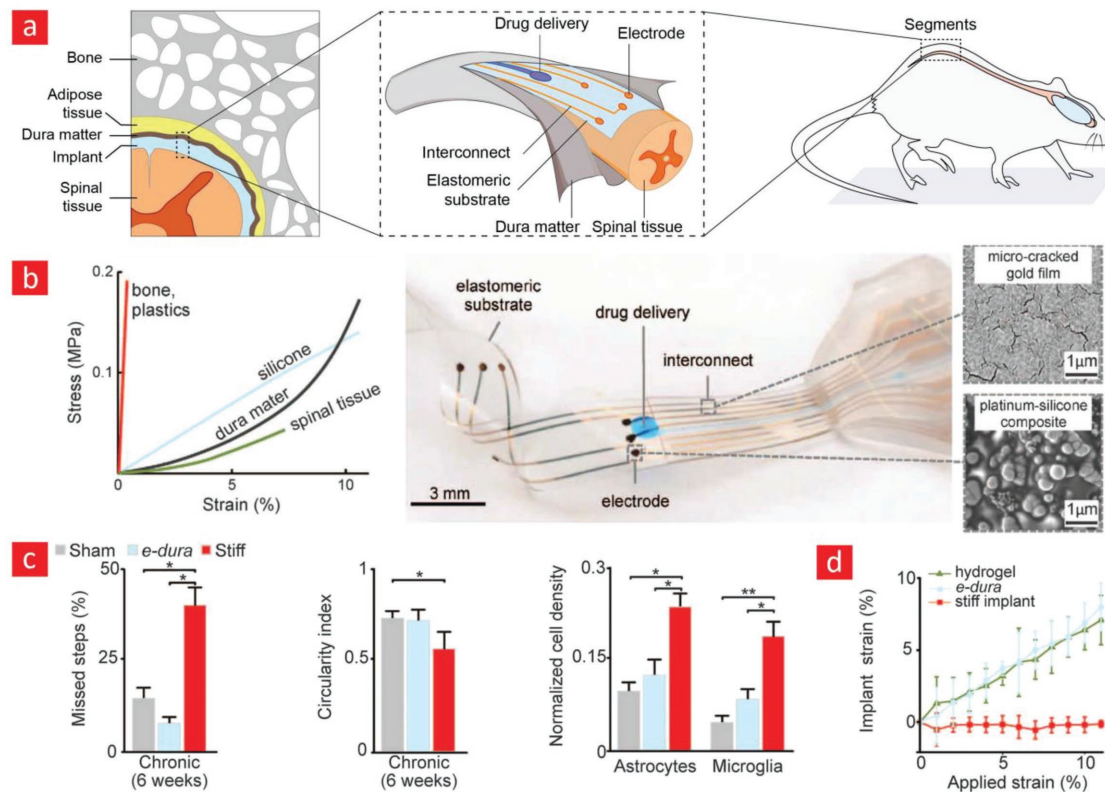 a
Bone
Adipose
tissue
Dura matter
Implant
Spinal
tissue
Drug delivery
Electrode
Interconnect
Elastomeric
substrate
Dura matter
Spinal tissue
Segments
b
0.2
0.1
0
Stress (MPa)
bone,
plastics
silicone
dura mater
spinal tissue
0
5
10
Strain (%)
elastomeric
substrate
drug delivery
interconnect
electrode
3 mm
micro-cracked
gold film
1μm
platinum-silicone
composite
1μm
c
Sham
e-dura
Stiff
50
25
0
Missed steps (%)
*
*
Chronic
(6 weeks)
1
0.5
0
Circularity index
*
Chronic
(6 weeks)
0.3
0.15
0
Normalized cell density
*
*
**
*
Astrocytes
Microglia
d
hydrogel
e-dura
stiff implant
10
5
0
Implant strain (%)
0
5
10
Applied strain (%)